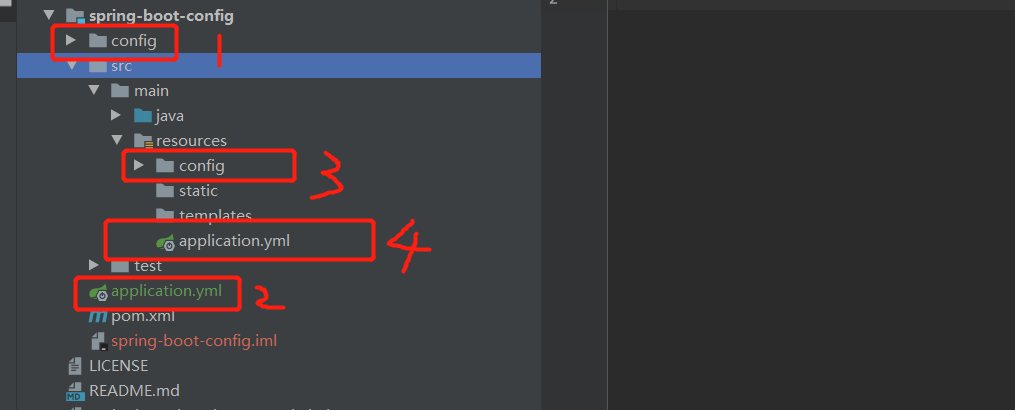 spring-boot-config
config 1
src
main
java
resources
config 3
static
templates
application.yml 4
test
application.yml 2
pom.xml
spring-boot-config.iml
LICENSE
README.md